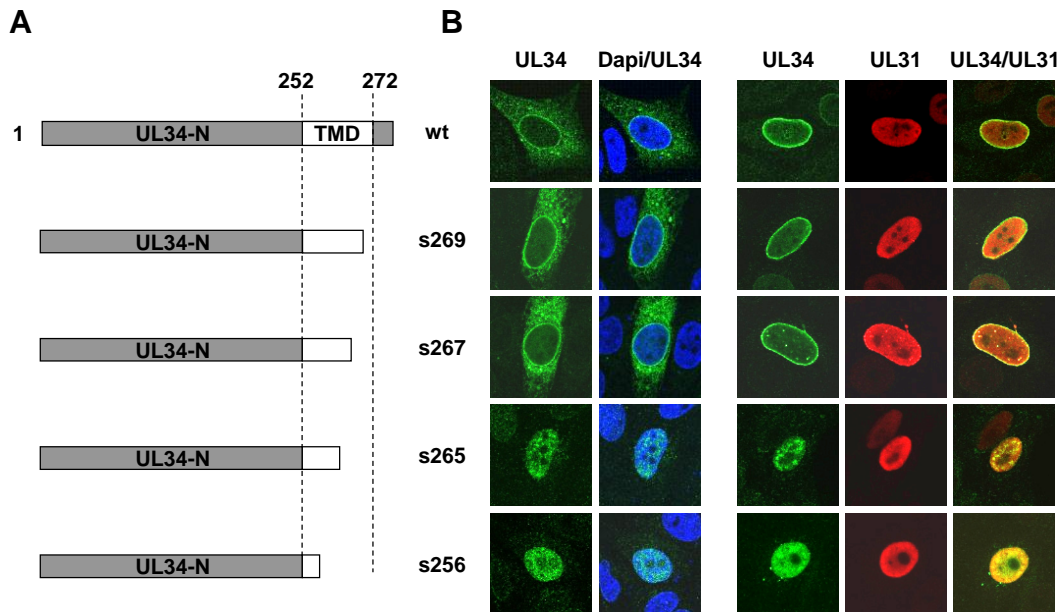 A
B
UL34 Dapi/UL34 UL34 UL31 UL34/UL31
252 272
1 UL34-N TMD wt
UL34-N s269
UL34-N s267
UL34-N s265
UL34-N s256